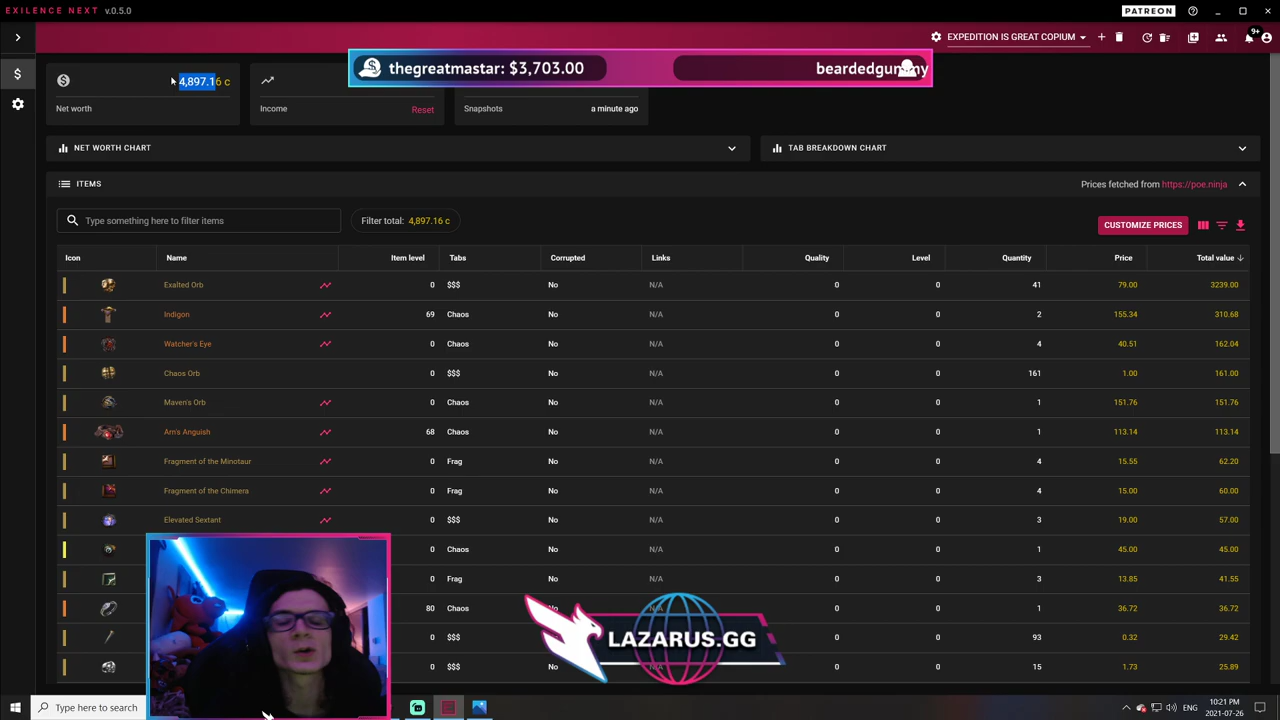 EXILENCE NEXT v.0.5.0
PATREON
EXPEDITION IS GREAT COPIUM
9+
thegreatmastar: $3,703.00
beardedgummy
4,897.16 c
Net worth
Income
Reset
Snapshots
a minute ago
NET WORTH CHART
TAB BREAKDOWN CHART
ITEMS
Prices fetched from https://poe.ninja
Type something here to filter items
Filter total: 4,897.16 c
CUSTOMIZE PRICES
Icon Name Item level Tabs Corrupted Links Quality Level Quantity Price Total value
Exalted Orb 0 $$$ No N/A 0 0 41 79.00 3239.00
Indigon 69 Chaos No N/A 0 0 2 155.34 310.68
Watcher's Eye 0 Chaos No N/A 0 0 4 40.51 162.04
Chaos Orb 0 $$$ No N/A 0 0 161 1.00 161.00
Maven's Orb 0 Chaos No N/A 0 0 1 151.76 151.76
Arn's Anguish 68 Chaos No N/A 0 0 1 113.14 113.14
Fragment of the Minotaur 0 Frag No N/A 0 0 4 15.55 62.20
Fragment of the Chimera 0 Frag No N/A 0 0 4 15.00 60.00
Elevated Sextant 0 $$$ No N/A 0 0 3 19.00 57.00
0 Chaos No N/A 0 0 1 45.00 45.00
0 Frag No N/A 0 0 3 13.85 41.55
80 Chaos No N/A 0 0 1 36.72 36.72
0 $$$ 0 93 0.32 29.42
0 $$$ No N/A 0 0 15 1.73 25.89
LAZARUS.GG
Type here to search
ENG
10:21 PM
2021-07-26